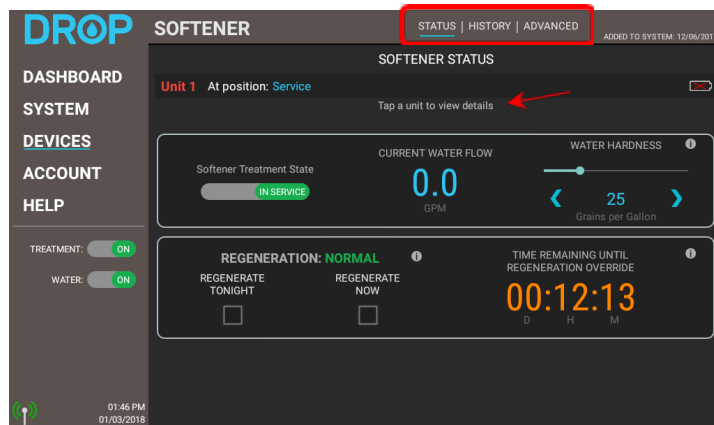 DROP
SOFTENER
STATUS | HISTORY | ADVANCED
ADDED TO SYSTEM: 12/06/201
DASHBOARD
SYSTEM
DEVICES
ACCOUNT
HELP
TREATMENT: ON
WATER: ON
01:46 PM
01/03/2018
SOFTENER STATUS
Unit 1 At position: Service
Tap a unit to view details
Softener Treatment State
IN SERVICE
CURRENT WATER FLOW
0.0
GPM
WATER HARDNESS
25
Grains per Gallon
REGENERATION: NORMAL
REGENERATE
TONIGHT
REGENERATE
NOW
TIME REMAINING UNTIL
REGENERATION OVERRIDE
00:12:13
D H M